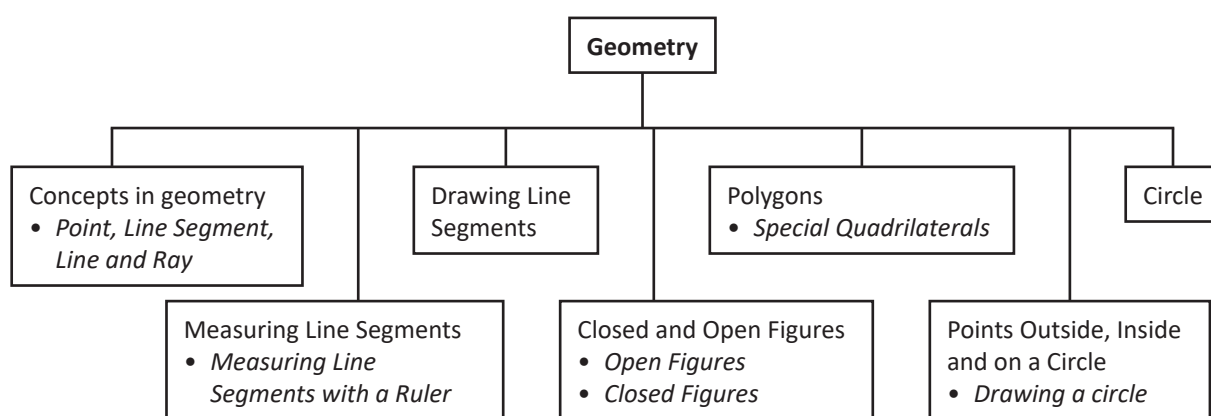 Geometry
Concepts in geometry
• Point, Line Segment,
Line and Ray
Drawing Line
Segments
Polygons
• Special Quadrilaterals
Circle
Measuring Line Segments
• Measuring Line
Segments with a Ruler
Closed and Open Figures
• Open Figures
• Closed Figures
Points Outside, Inside
and on a Circle
• Drawing a circle